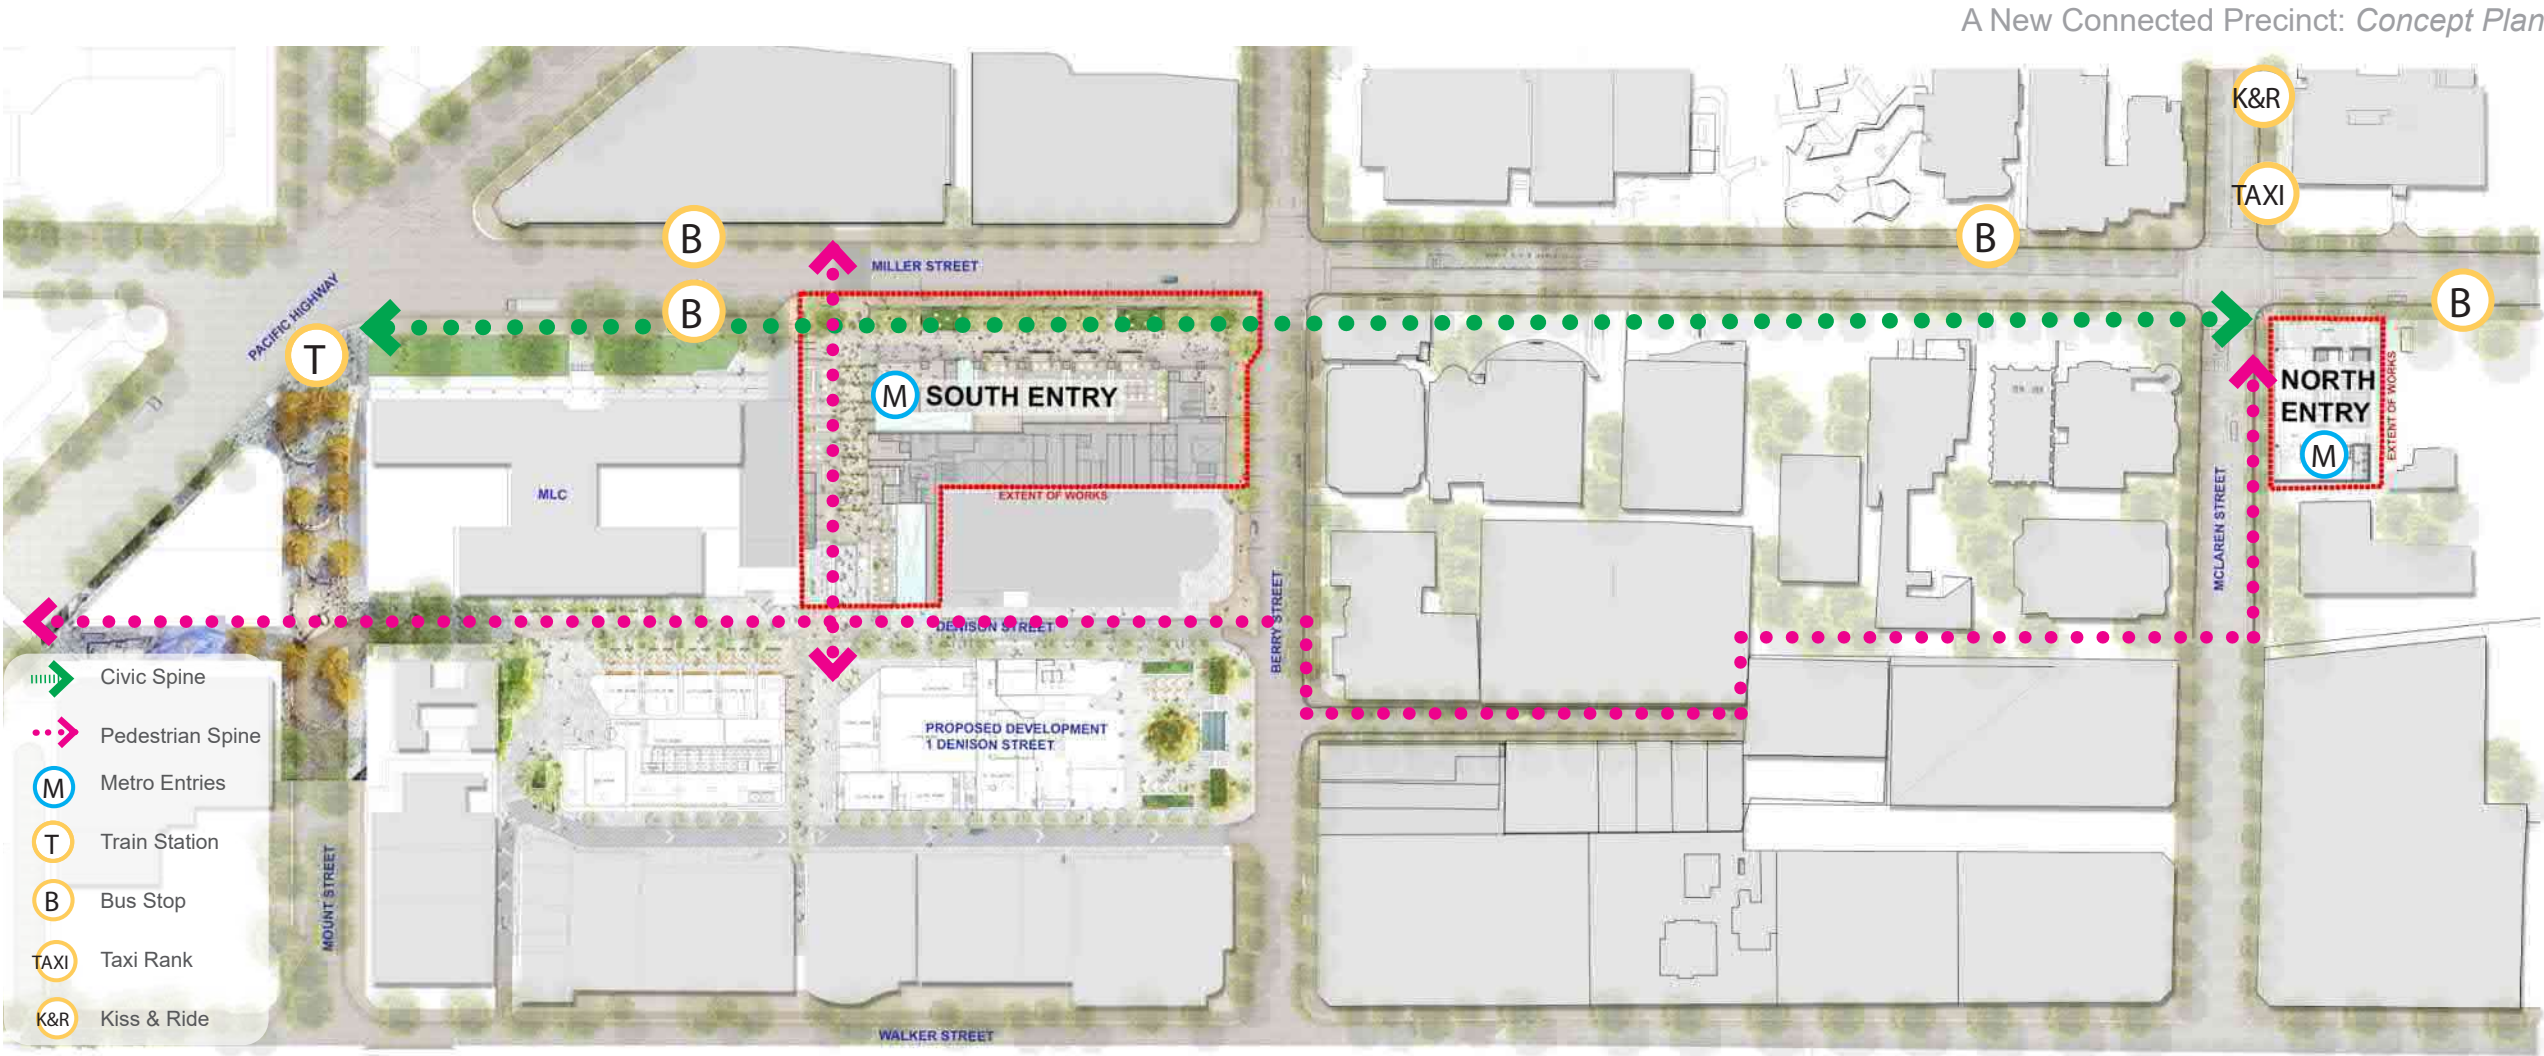 A New Connected Precinct: Concept Plan
K&R
TAXI
B
B
MILLER STREET
B
B
B
PACIFIC HIGHWAY
T
M SOUTH ENTRY
NORTH
ENTRY
M
EXTENT OF WORKS
MLC
EXTENT OF WORKS
MCLAREN STREET
BERRY STREET
DENISON STREET
PROPOSED DEVELOPMENT
1 DENISON STREET
Civic Spine
Pedestrian Spine
M Metro Entries
T Train Station
B Bus Stop
TAXI Taxi Rank
K&R Kiss & Ride
MOUNT STREET
WALKER STREET